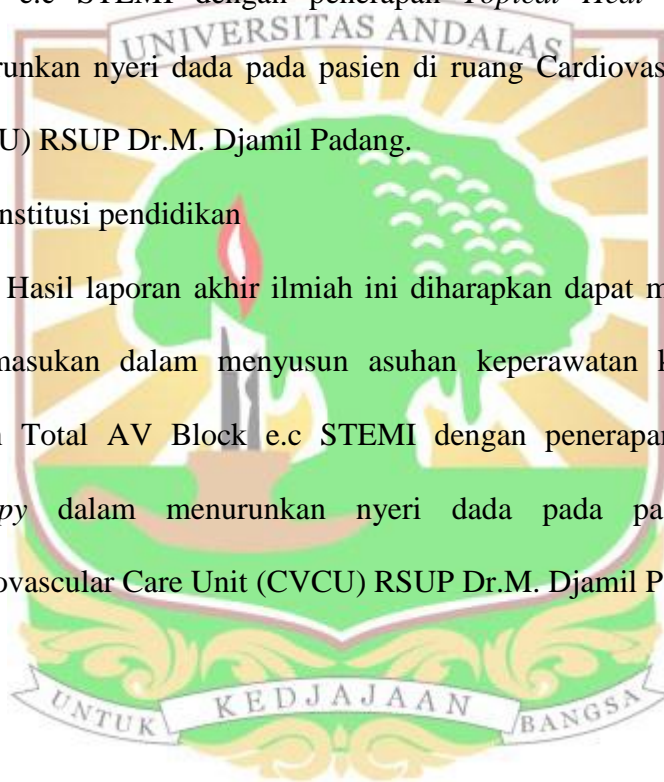 e.c STEMI dengan penerapan Topical Heat
UNIVERSITAS ANDALAS
runkan nyeri dada pada pasien di ruang Cardiovas
U) RSUP Dr.M. Djamil Padang.
nstitusi pendidikan
Hasil laporan akhir ilmiah ini diharapkan dapat m
masukan dalam menyusun asuhan keperawatan k
Total AV Block e.c STEMI dengan penerapan
py dalam menurunkan nyeri dada pada pa
ovascular Care Unit (CVCU) RSUP Dr.M. Djamil P
UNTUK KEDJAJAAN BANGSA